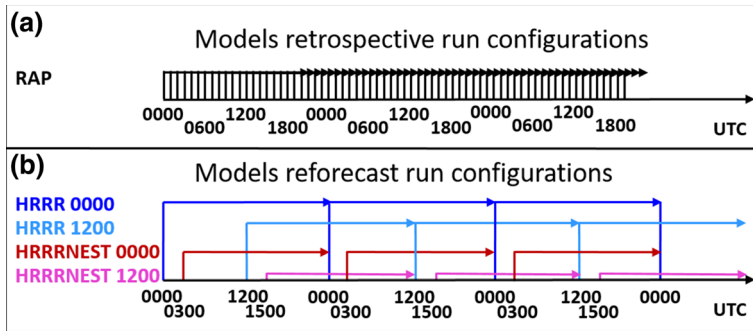 (a)
Models retrospective run configurations
RAP
0000 1200 0000 1200 0000 1200
0600 1800 0600 1800 0600 1800
UTC
(b)
Models reforecast run configurations
HRRR 0000
HRRR 1200
HRRRNEST 0000
HRRRNEST 1200
0000 1200 0000 1200 0000 1200 0000
0300 1500 0300 1500 0300 1500
UTC